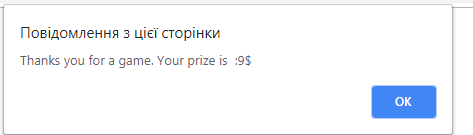 Повідомлення з цієї сторінки
Thanks you for a game. Your prize is  :9$
OK